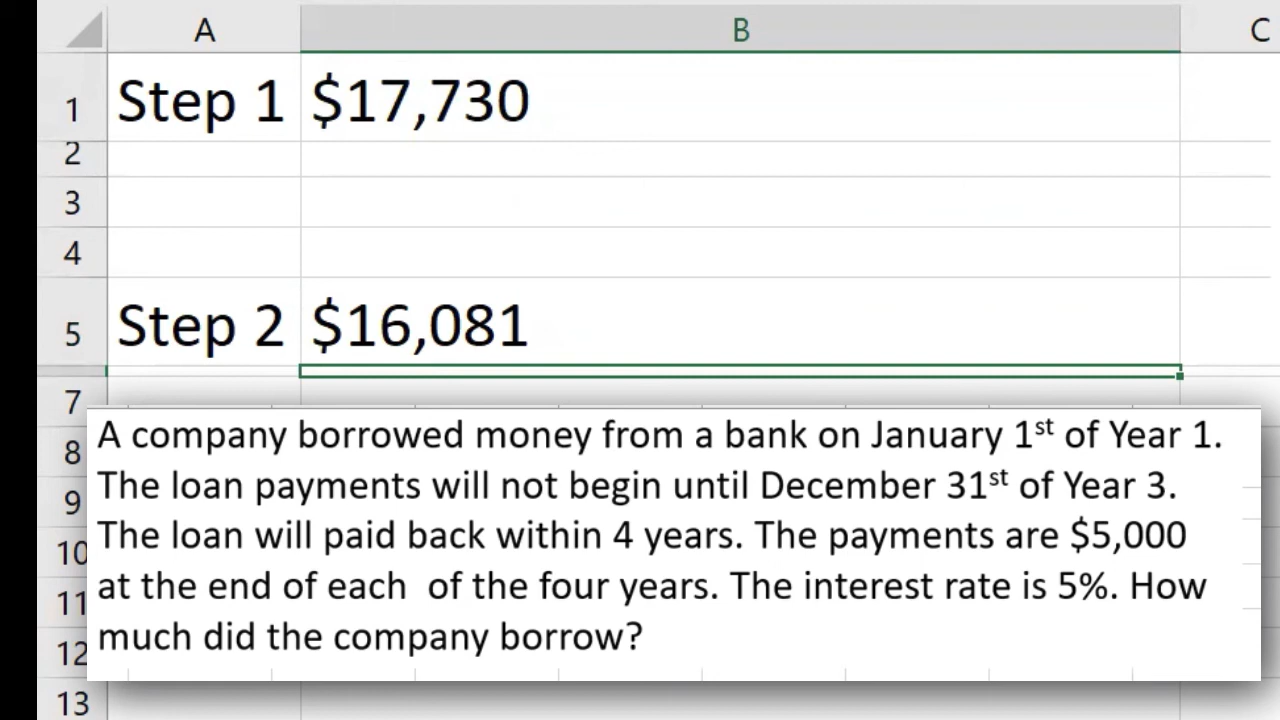 A B C
1 Step 1 $17,730
2
3
4
5 Step 2 $16,081
7
8
9
10
11
12
13
A company borrowed money from a bank on January 1st of Year 1.
The loan payments will not begin until December 31st of Year 3.
The loan will paid back within 4 years. The payments are $5,000
at the end of each of the four years. The interest rate is 5%. How
much did the company borrow?